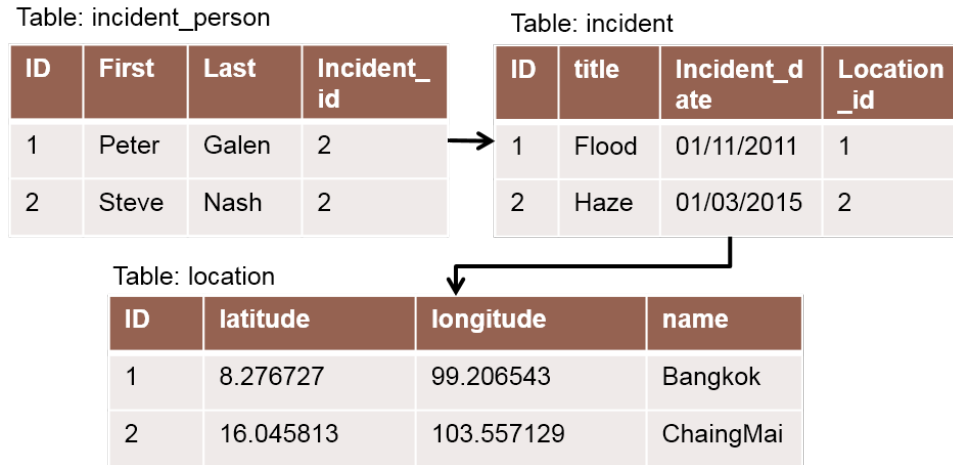 Table: incident_person
ID First Last Incident_
id
1 Peter Galen 2
2 Steve Nash 2
Table: incident
ID title Incident_d Location
ate _id
1 Flood 01/11/2011 1
2 Haze 01/03/2015 2
Table: location
ID latitude longitude name
1 8.276727 99.206543 Bangkok
2 16.045813 103.557129 ChaingMai